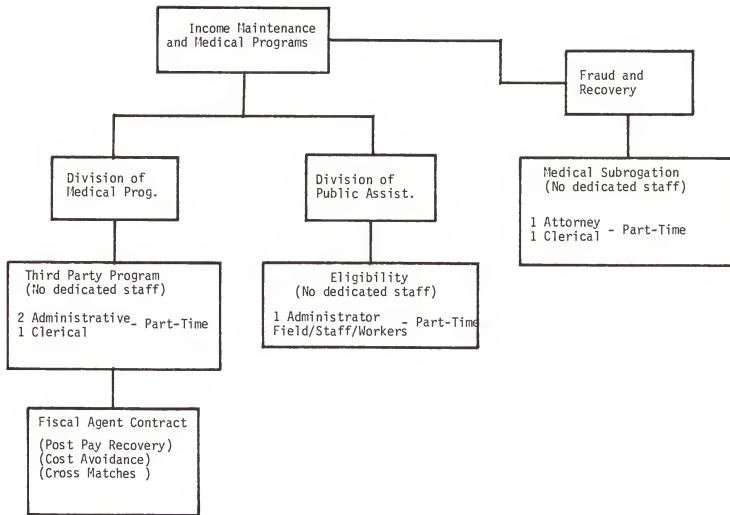 Income Maintenance
and Medical Programs
Fraud and
Recovery
Division of
Medical Prog.
Division of
Public Assist.
Medical Subrogation
(No dedicated staff)
1 Attorney
1 Clerical - Part-Time
Third Party Program
(No dedicated staff)
2 Administrative - Part-Time
1 Clerical
Eligibility
(No dedicated staff)
1 Administrator - Part-Time
Field/Staff/Workers
Fiscal Agent Contract
(Post Pay Recovery)
(Cost Avoidance)
(Cross Matches )